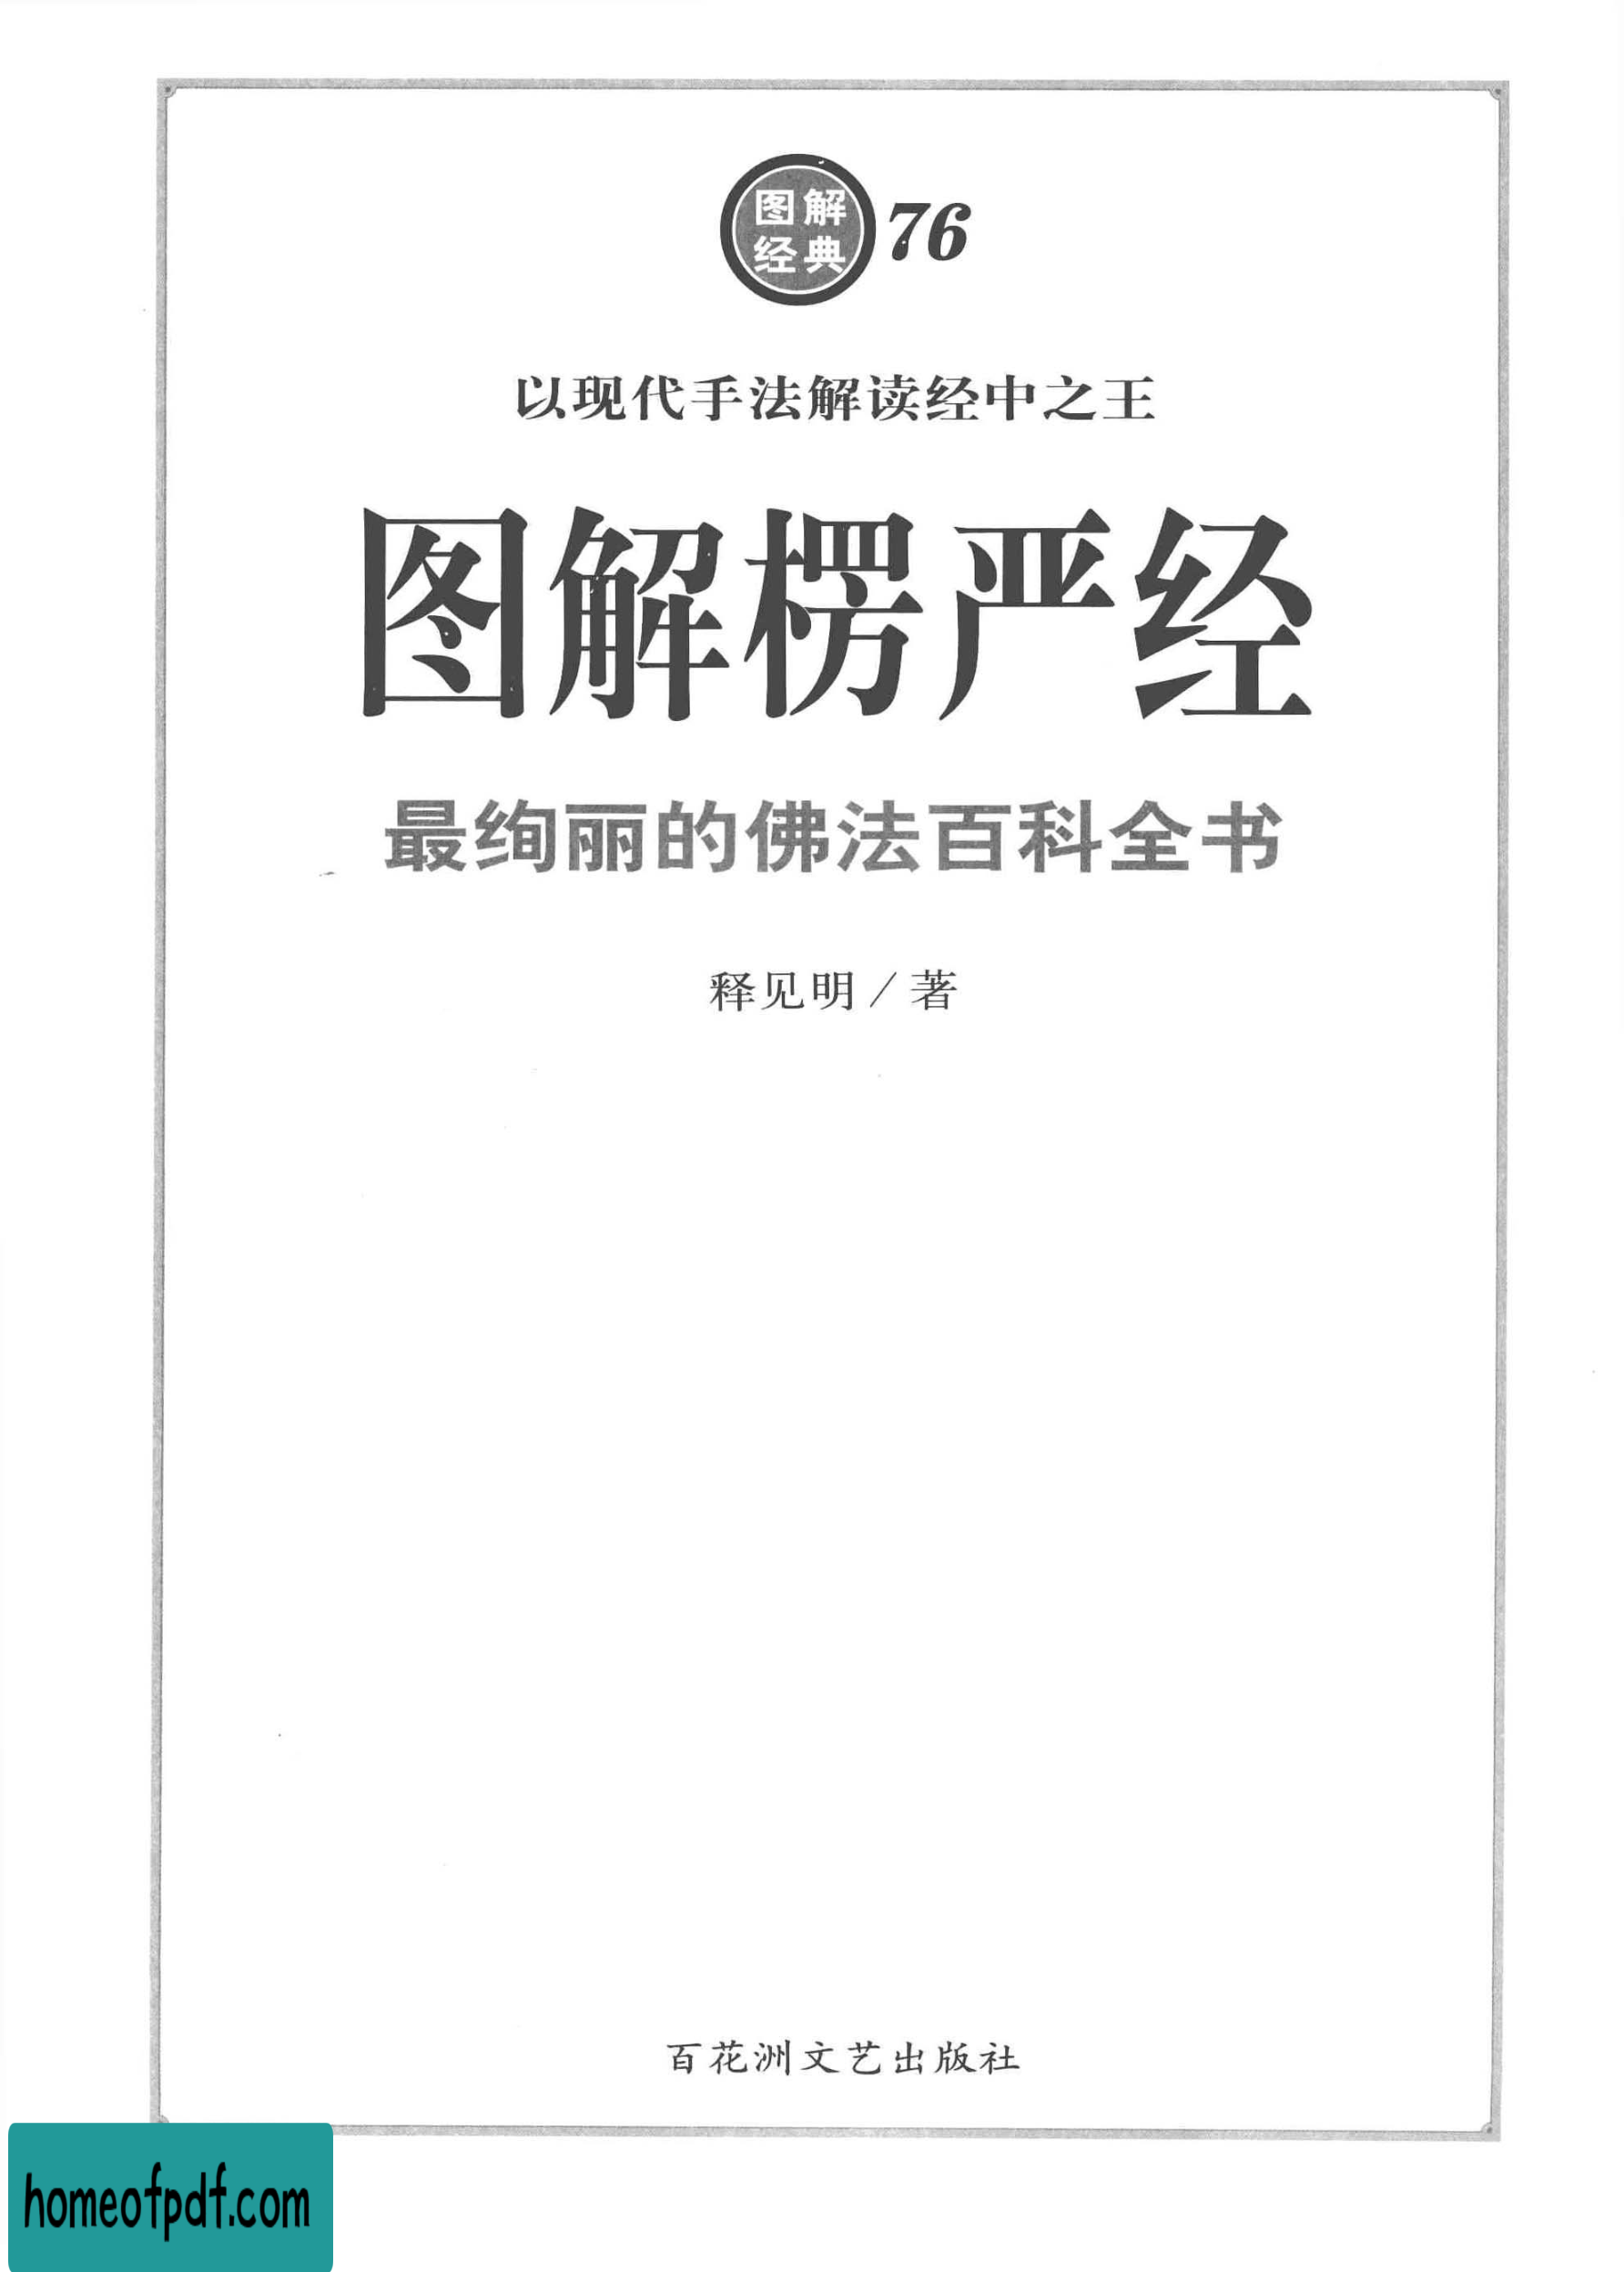 图解
经典
76
以现代手法解读经中之王
图解楞严经
最绚丽的佛法百科全书
释见明／著
百花洲文艺出版社
homeofpdf.com